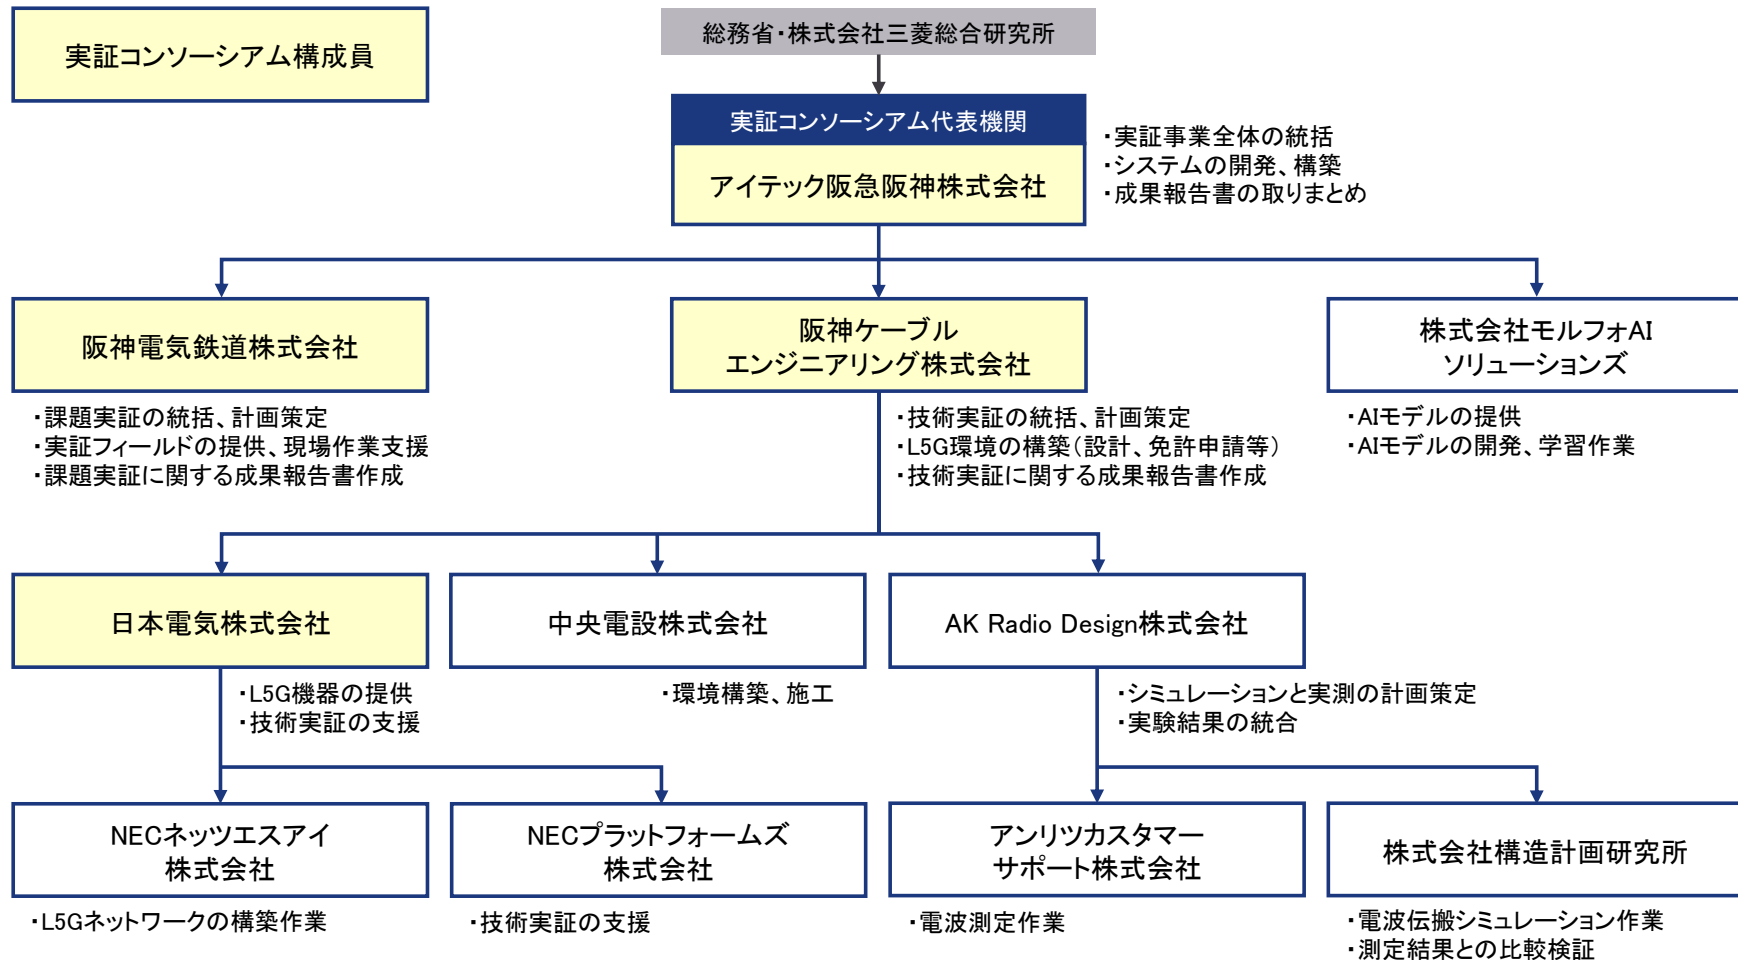 実証コンソーシアム構成員
総務省・株式会社三菱総合研究所
実証コンソーシアム代表機関
アイテック阪急阪神株式会社
・実証事業全体の統括
・システムの開発、構築
・成果報告書の取りまとめ
阪神電気鉄道株式会社
・課題実証の統括、計画策定
・実証フィールドの提供、現場作業支援
・課題実証に関する成果報告書作成
阪神ケーブル
エンジニアリング株式会社
・技術実証の統括、計画策定
・L5G環境の構築（設計、免許申請等）
・技術実証に関する成果報告書作成
株式会社モルフォAI
ソリューションズ
・AIモデルの提供
・AIモデルの開発、学習作業
日本電気株式会社
・L5G機器の提供
・技術実証の支援
中央電設株式会社
・環境構築、施工
AK Radio Design株式会社
・シミュレーションと実測の計画策定
・実験結果の統合
NECネッツエスアイ
株式会社
・L5Gネットワークの構築作業
NECプラットフォームズ
株式会社
・技術実証の支援
アンリツカスタマー
サポート株式会社
・電波測定作業
株式会社構造計画研究所
・電波伝搬シミュレーション作業
・測定結果との比較検証